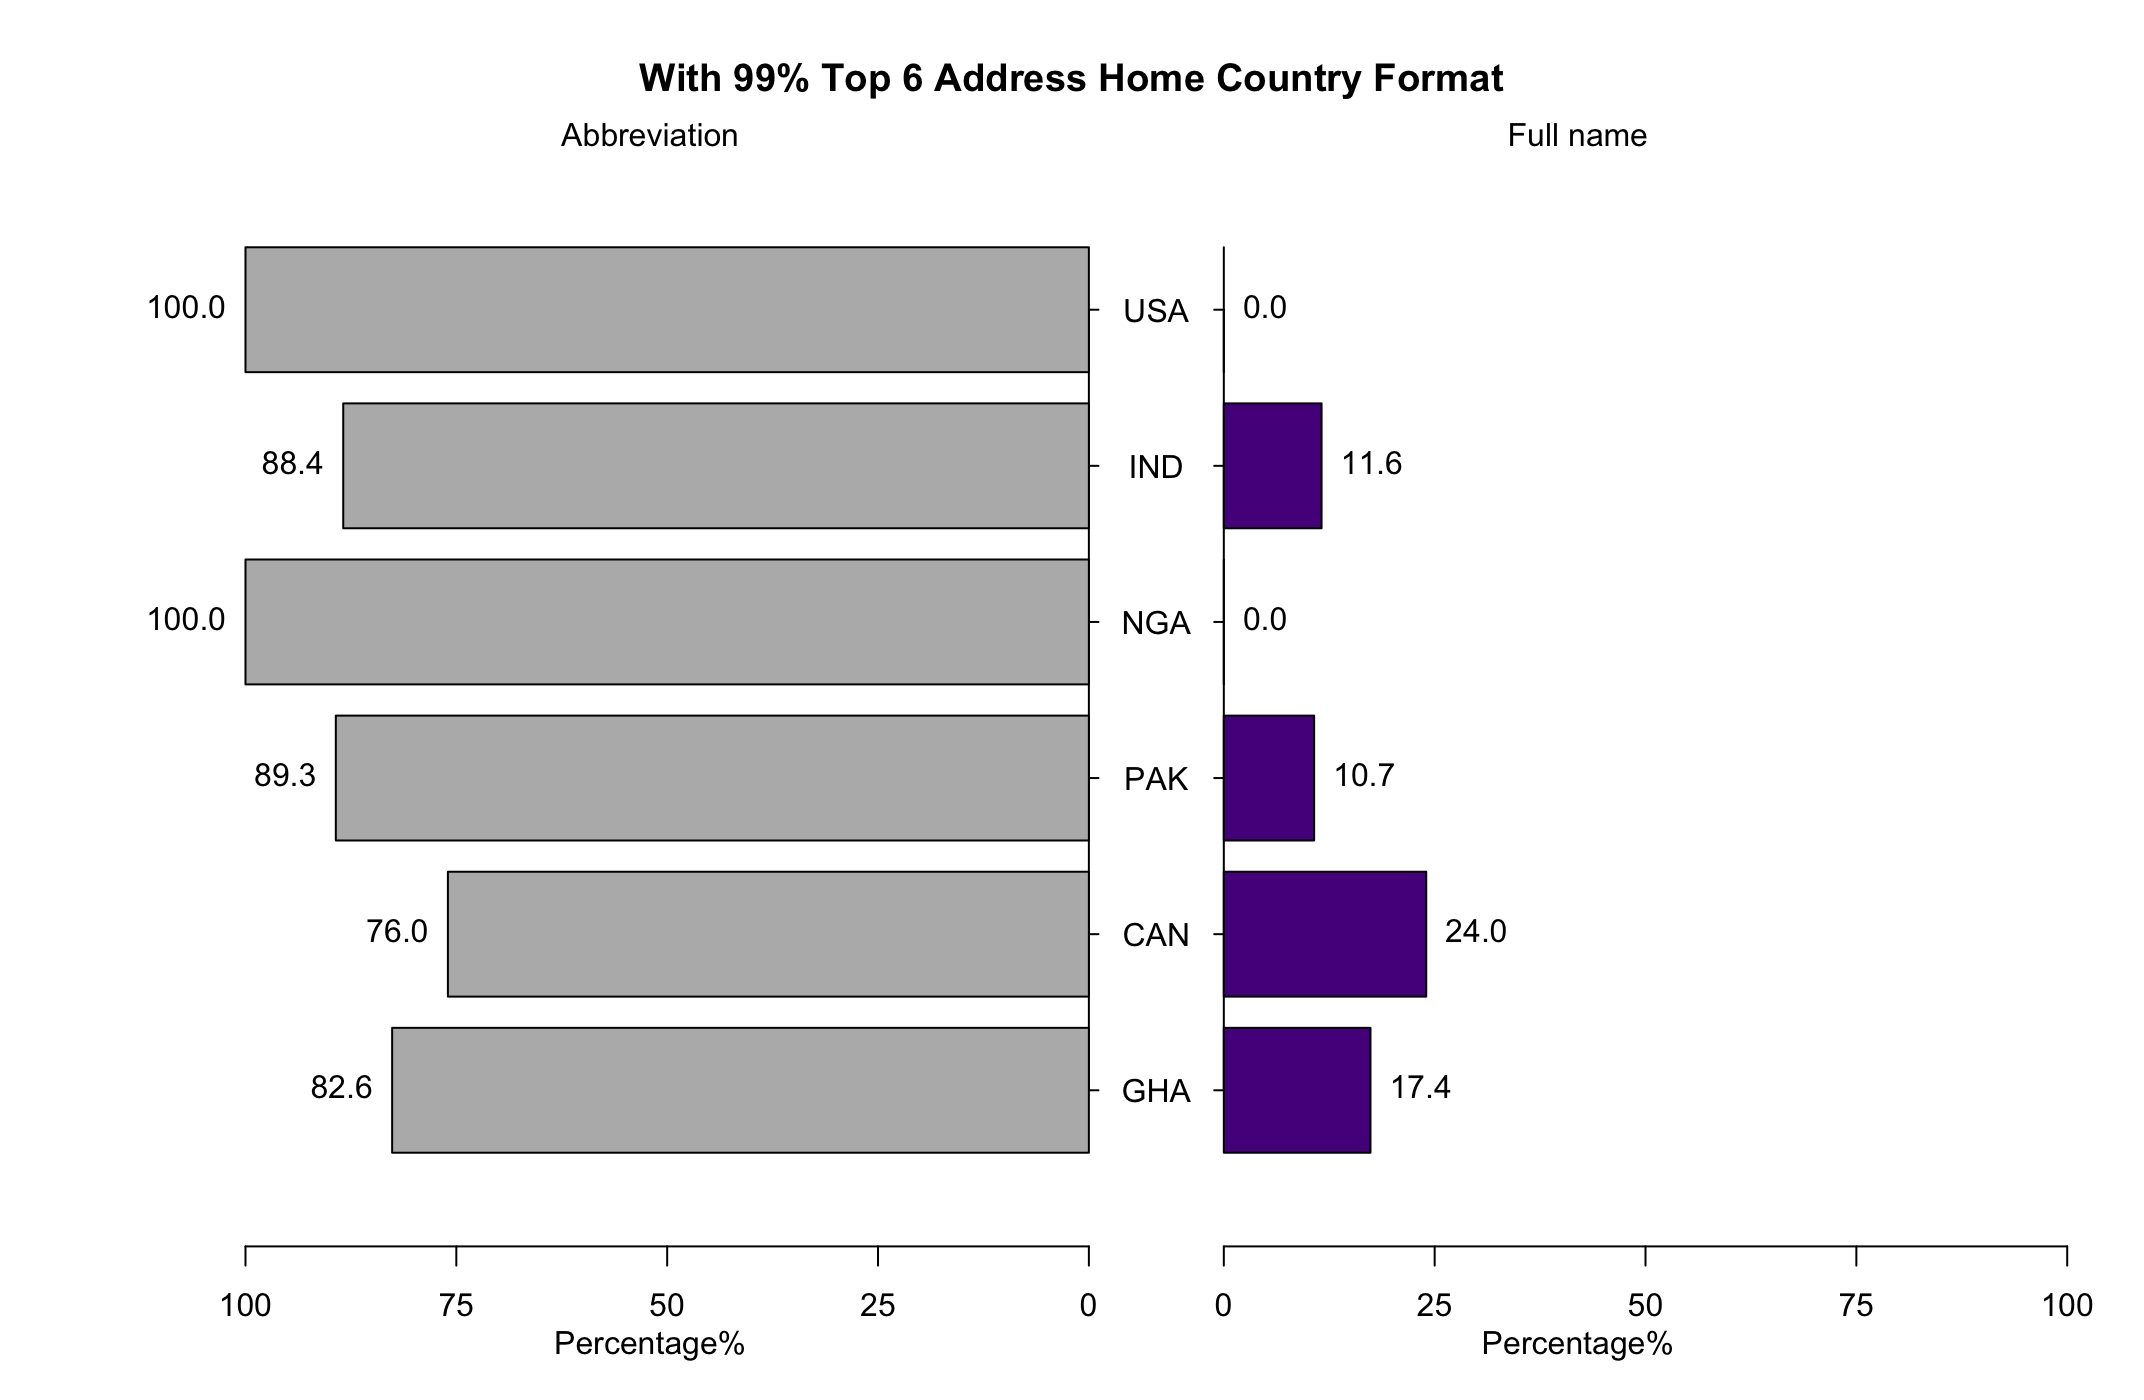 With 99% Top 6 Address Home Country Format
Abbreviation Full name
100.0 USA 0.0
88.4 IND 11.6
100.0 NGA 0.0
89.3 PAK 10.7
76.0 CAN 24.0
82.6 GHA 17.4
100 75 50 25 0 0 25 50 75 100
Percentage% Percentage%